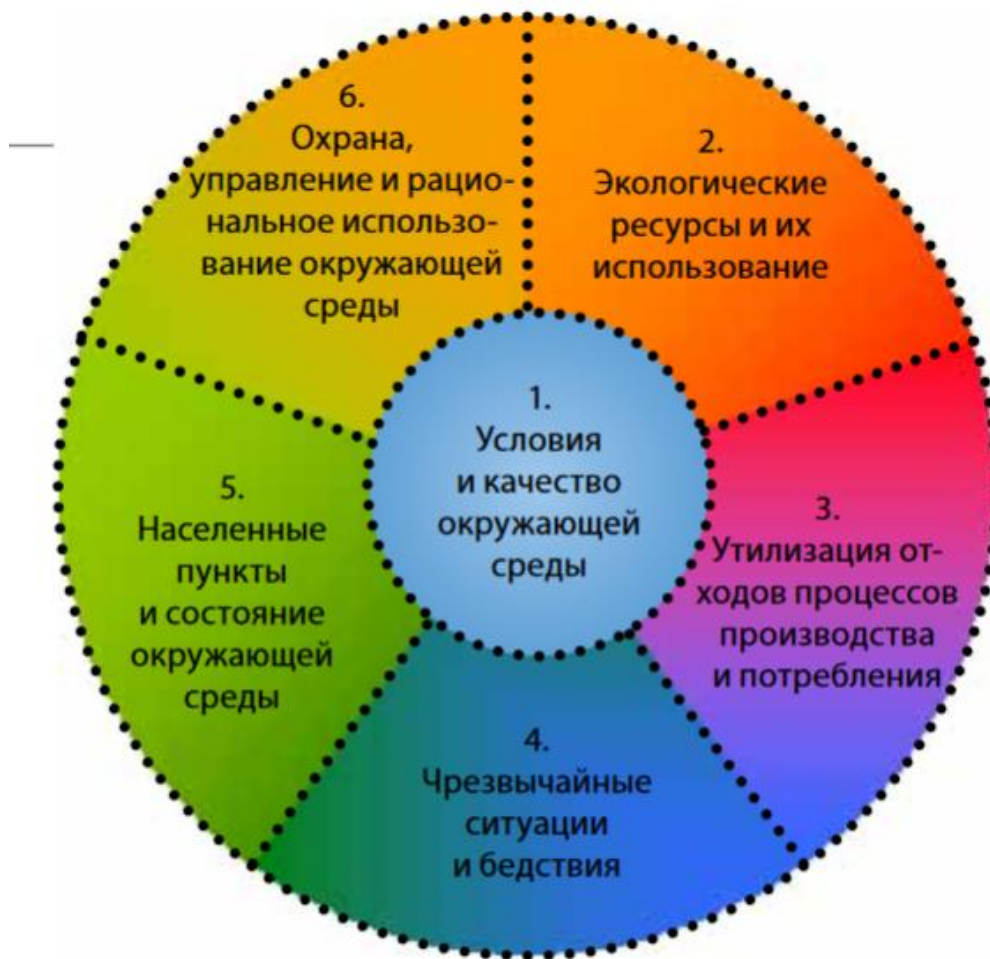 1.
Условия
и качество
окружающей
среды
2.
Экологические
ресурсы и их
использование
3.
Утилизация от-
ходов процессов
производства
и потребления
4.
Чрезвычайные
ситуации
и бедствия
5.
Населенные
пункты
и состояние
окружающей
среды
6.
Охрана,
управление и рацио-
нальное использо-
вание окружающей
среды